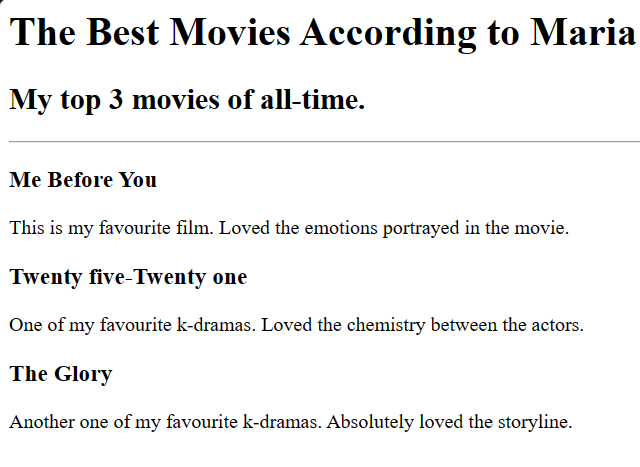 The Best Movies According to Maria
My top 3 movies of all-time.
Me Before You
This is my favourite film. Loved the emotions portrayed in the movie.
Twenty five-Twenty one
One of my favourite k-dramas. Loved the chemistry between the actors.
The Glory
Another one of my favourite k-dramas. Absolutely loved the storyline.